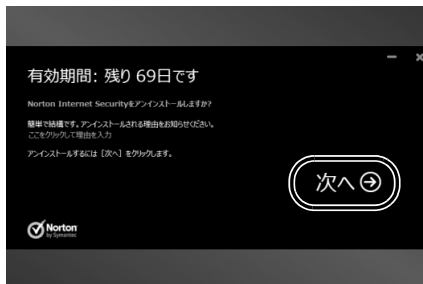 有効期間: 残り 69日です
Norton Internet Securityをアンインストールしますか?
簡単で結構です。アンインストールされる理由をお知らせください。
ここをクリックして理由を入力
アンインストールするには [次へ] をクリックします。
次へ
Norton
by Symantec